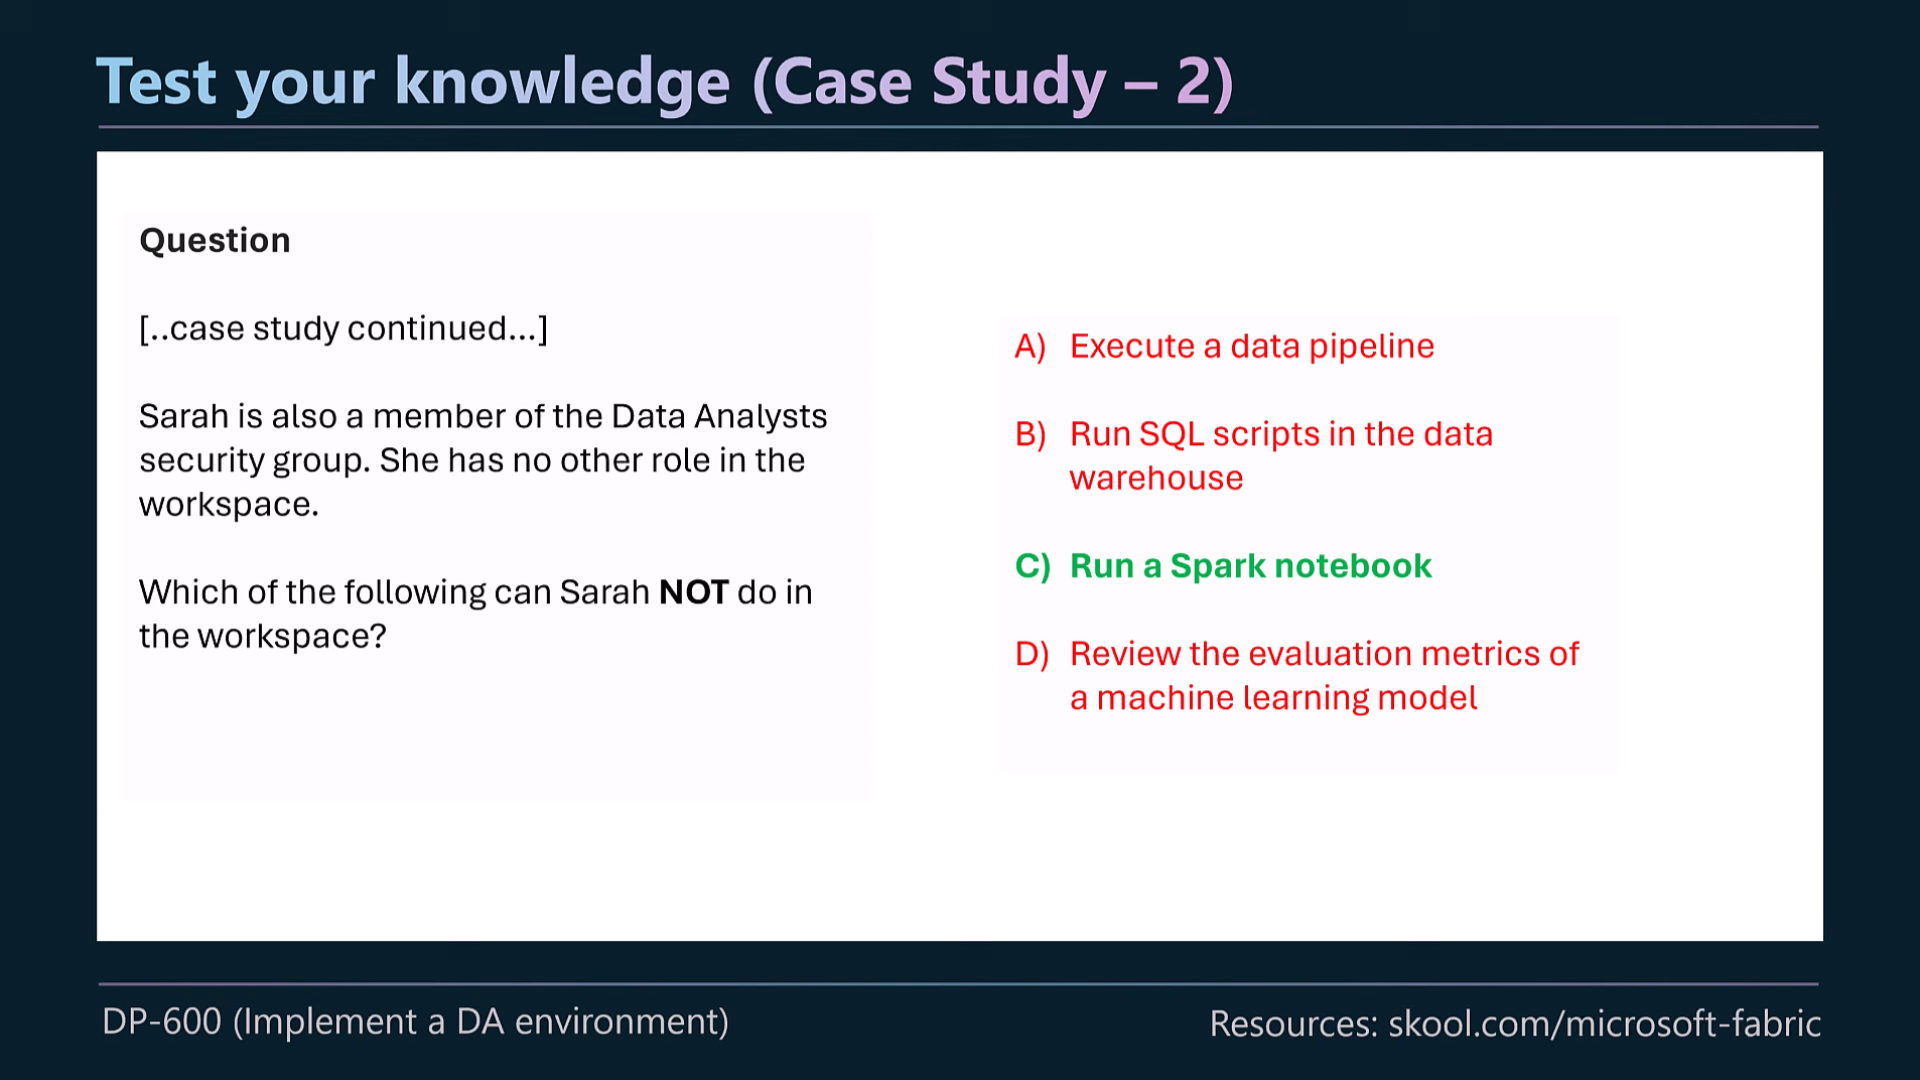 Test your knowledge (Case Study – 2)
Question
[..case study continued...]
Sarah is also a member of the Data Analysts
security group. She has no other role in the
workspace.
Which of the following can Sarah NOT do in
the workspace?
A) Execute a data pipeline
B) Run SQL scripts in the data
warehouse
C) Run a Spark notebook
D) Review the evaluation metrics of
a machine learning model
DP-600 (Implement a DA environment)
Resources: skool.com/microsoft-fabric